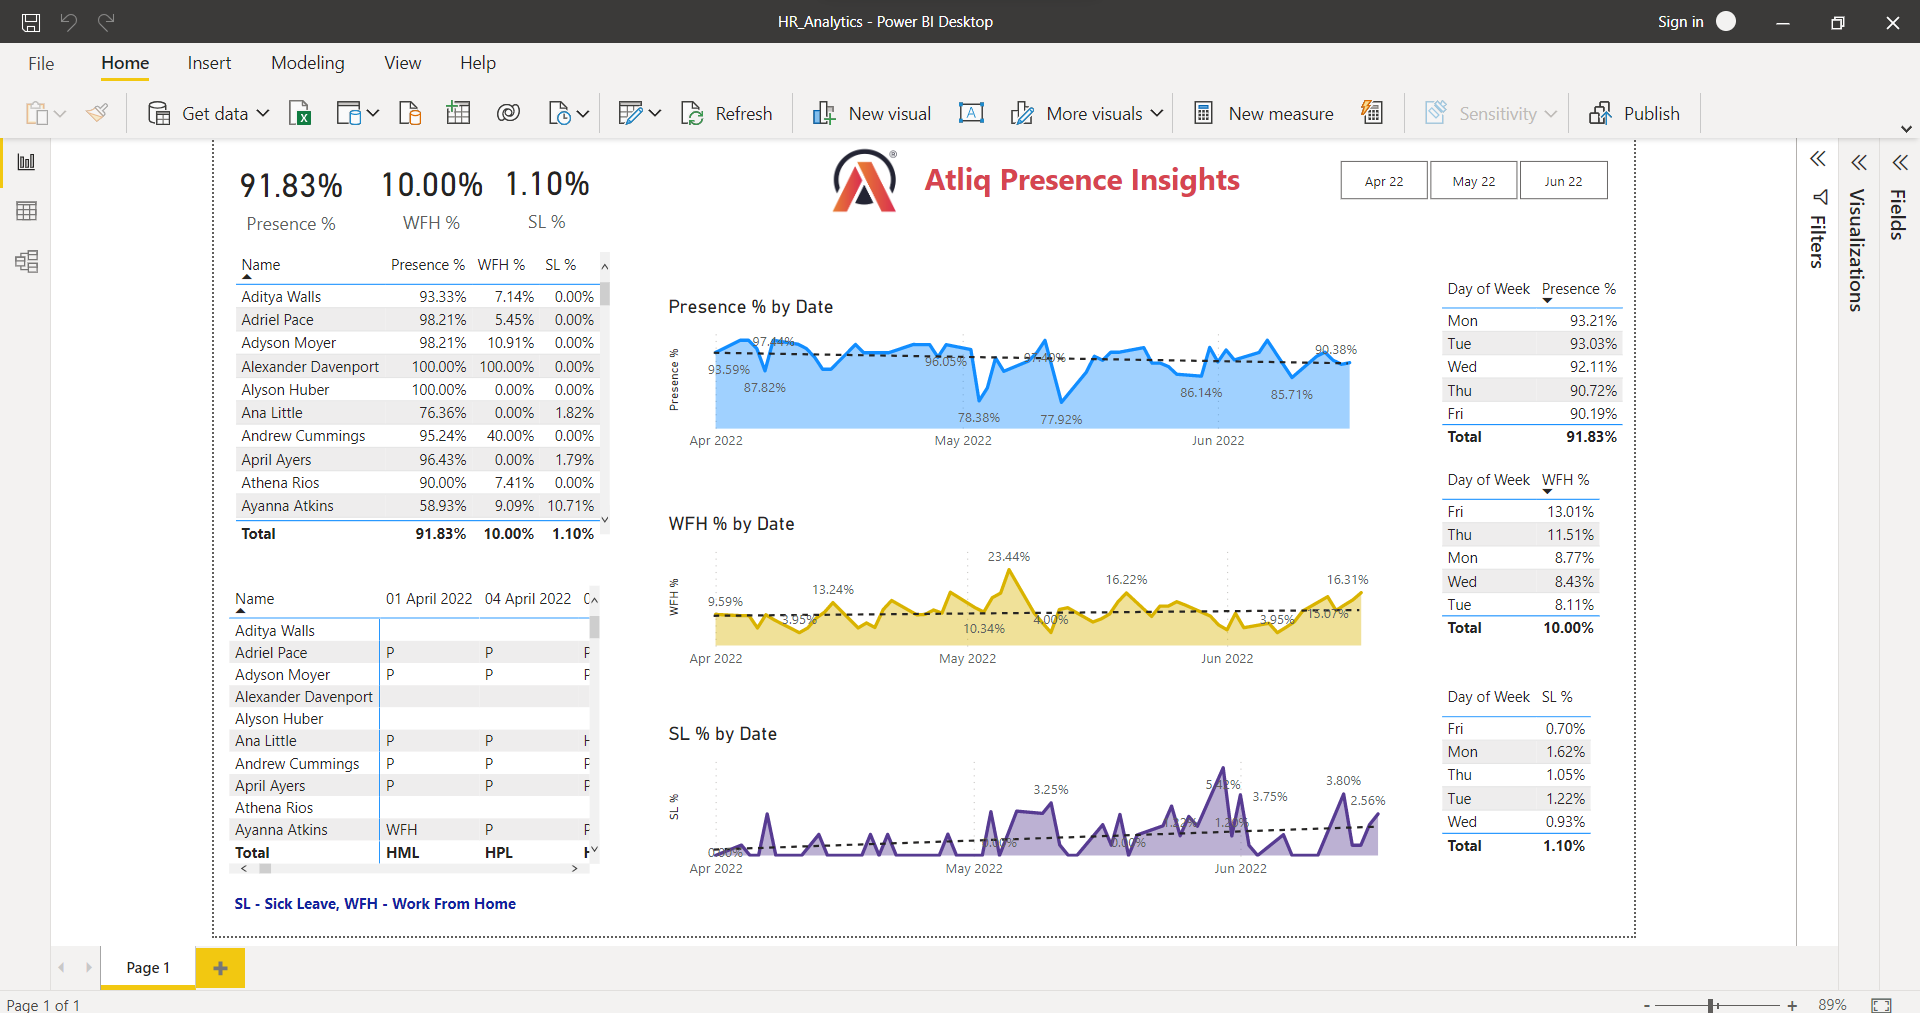 HR_Analytics - Power BI Desktop
Sign in
File Home Insert Modeling View Help
Get data Refresh New visual A More visuals New measure Sensitivity Publish
91.83% 10.00% 1.10%
Presence % WFH % SL %
Atliq Presence Insights
Apr 22 May 22 Jun 22
Filters
Visualizations
Fields
Name Presence % WFH % SL %
Aditya Walls 93.33% 7.14% 0.00%
Adriel Pace 98.21% 5.45% 0.00%
Adyson Moyer 98.21% 10.91% 0.00%
Alexander Davenport 100.00% 100.00% 0.00%
Alyson Huber 100.00% 0.00% 0.00%
Ana Little 76.36% 0.00% 1.82%
Andrew Cummings 95.24% 40.00% 0.00%
April Ayers 96.43% 0.00% 1.79%
Athena Rios 90.00% 7.41% 0.00%
Ayanna Atkins 58.93% 9.09% 10.71%
Total 91.83% 10.00% 1.10%
Name 01 April 2022 04 April 2022
Aditya Walls
Adriel Pace P P P
Adyson Moyer P P P
Alexander Davenport
Alyson Huber
Ana Little P P H
Andrew Cummings P P P
April Ayers P P P
Athena Rios
Ayanna Atkins WFH P P
Total HML HPL H
SL - Sick Leave, WFH - Work From Home
Presence % by Date
Presence %
93.59% 97.44% 87.82% 96.05% 78.38% 97.40% 77.92% 86.14% 85.71% 90.38%
Apr 2022 May 2022 Jun 2022
WFH % by Date
WFH %
9.59% 3.95% 13.24% 10.34% 23.44% 4.00% 16.22% 3.95% 15.07% 16.31%
Apr 2022 May 2022 Jun 2022
SL % by Date
SL %
0.00% 0.00% 3.25% 0.00% 5.42% 3.75% 3.80% 2.56%
Apr 2022 May 2022 Jun 2022
Day of Week Presence %
Mon 93.21%
Tue 93.03%
Wed 92.11%
Thu 90.72%
Fri 90.19%
Total 91.83%
Day of Week WFH %
Fri 13.01%
Thu 11.51%
Mon 8.77%
Wed 8.43%
Tue 8.11%
Total 10.00%
Day of Week SL %
Fri 0.70%
Mon 1.62%
Thu 1.05%
Tue 1.22%
Wed 0.93%
Total 1.10%
Page 1
Page 1 of 1
89%